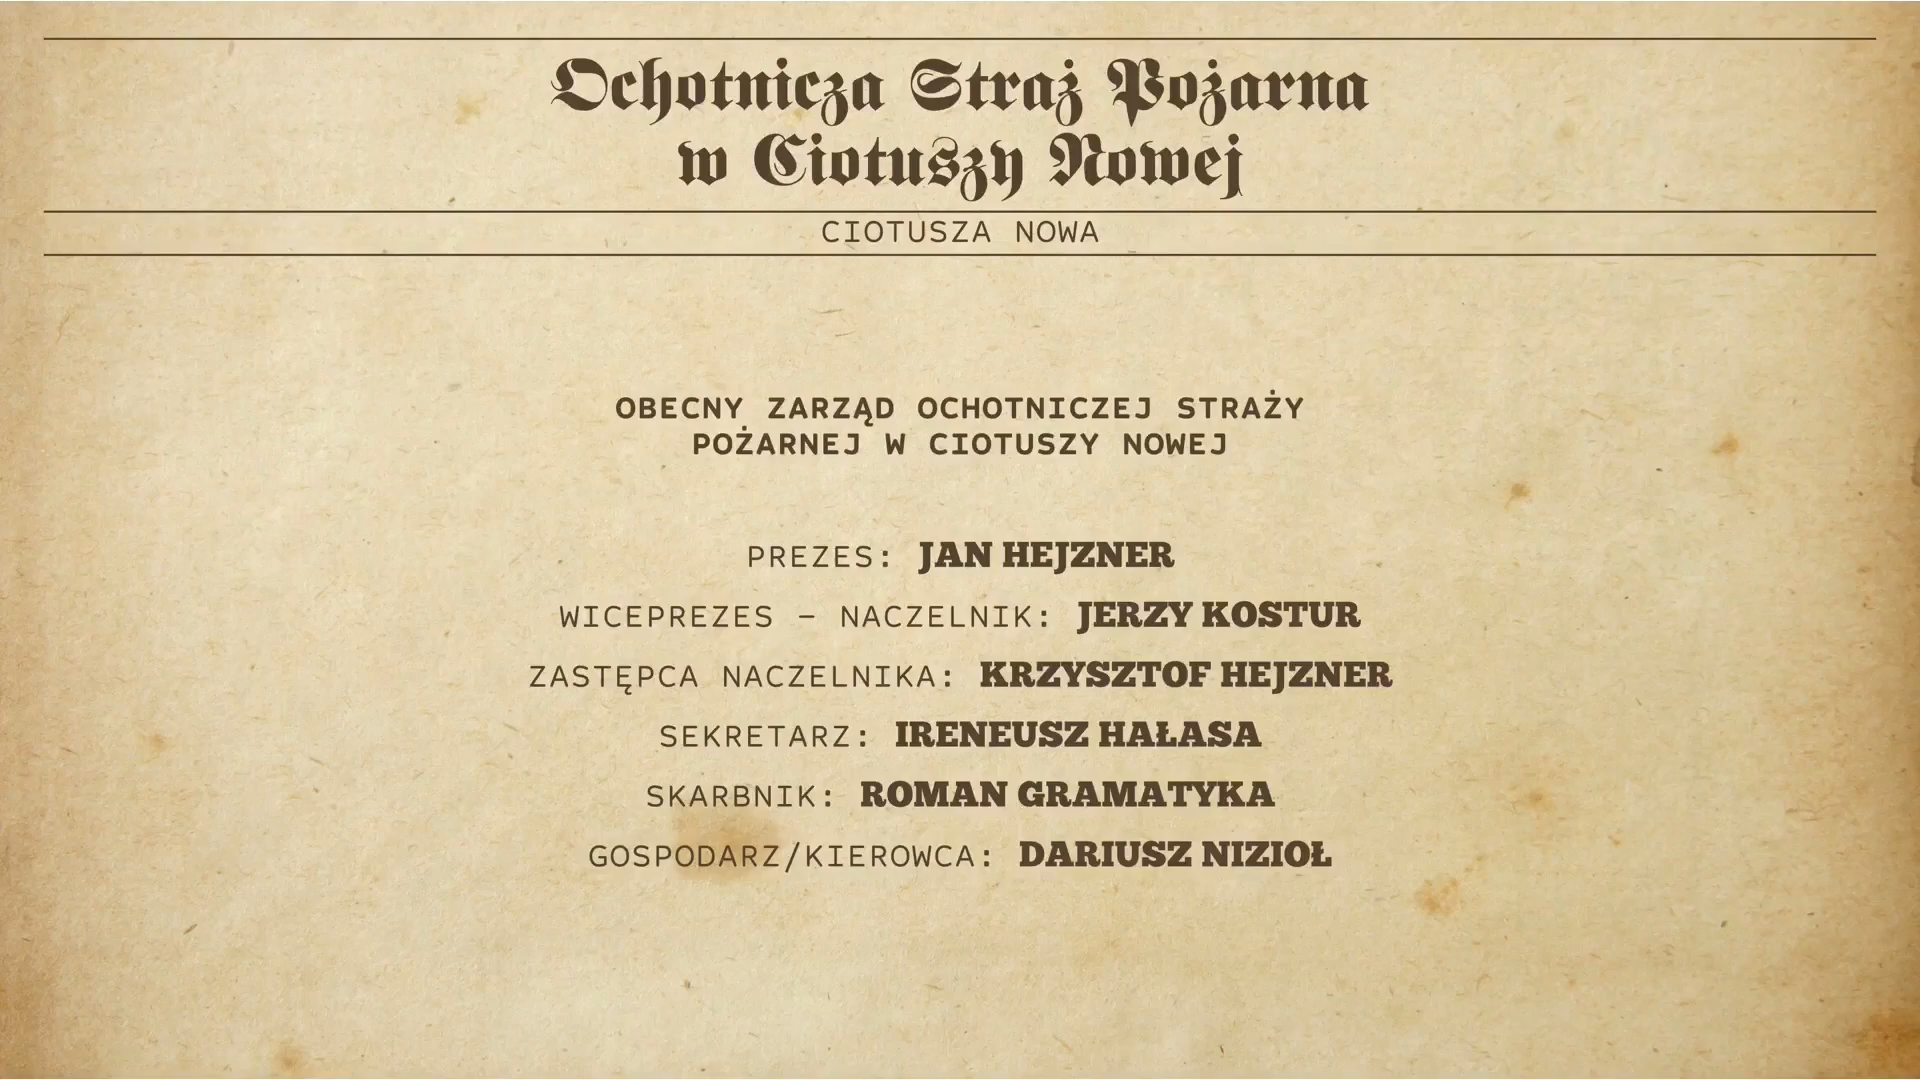 Ochotnicza Straż Pożarna
w Ciotuszy Nowej
CIOTUSZA NOWA
OBECNY ZARZĄD OCHOTNICZEJ STRAŻY
POŻARNEJ W CIOTUSZY NOWEJ
PREZES: JAN HEJZNER
WICEPREZES – NACZELNIK: JERZY KOSTUR
ZASTĘPCA NACZELNIKA: KRZYSZTOF HEJZNER
SEKRETARZ: IRENEUSZ HAŁASA
SKARBNIK: ROMAN GRAMATYKA
GOSPODARZ/KIEROWCA: DARIUSZ NIZIOŁ